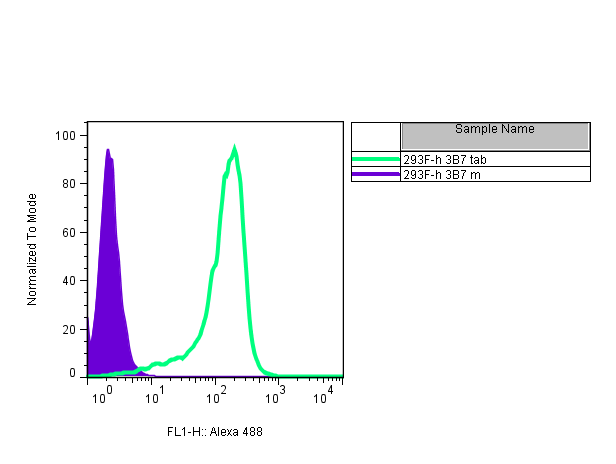 Sample Name
293F-h 3B7 tab
293F-h 3B7 m
Normalized To Mode
100
80
60
40
20
0
10^0 10^1 10^2 10^3 10^4
FL1-H:: Alexa 488